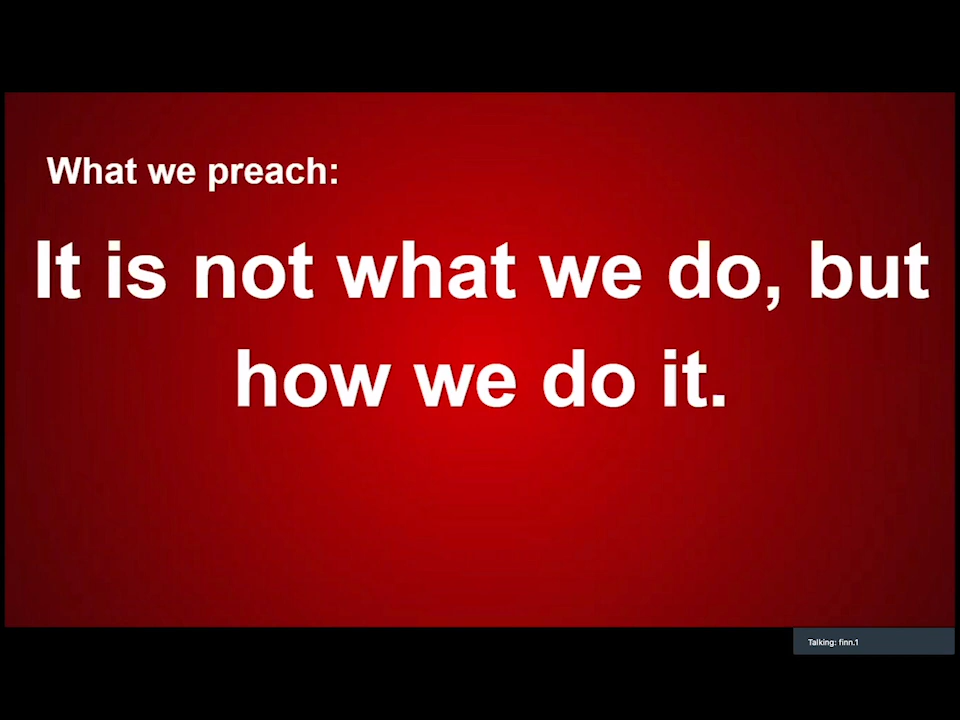 What we preach:
It is not what we do, but
how we do it.
Talking: finn.1